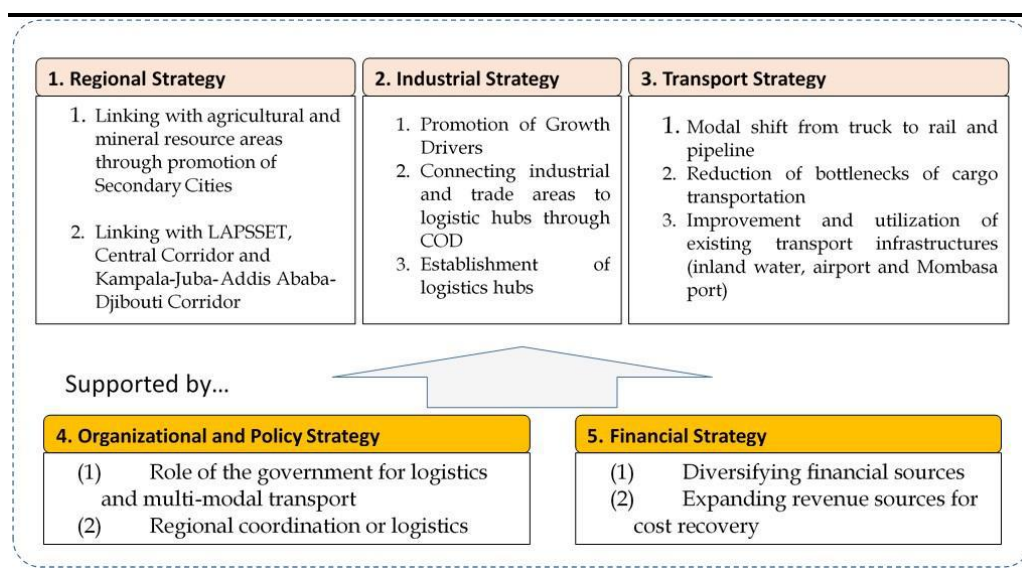 1. Regional Strategy
1. Linking with agricultural and
mineral resource areas
through promotion of
Secondary Cities
2. Linking with LAPSSET,
Central Corridor and
Kampala-Juba-Addis Ababa-
Djibouti Corridor
2. Industrial Strategy
1. Promotion of Growth
Drivers
2. Connecting industrial
and trade areas to
logistic hubs through
COD
3. Establishment of
logistics hubs
3. Transport Strategy
1. Modal shift from truck to rail and
pipeline
2. Reduction of bottlenecks of cargo
transportation
3. Improvement and utilization of
existing transport infrastructures
(inland water, airport and Mombasa
port)
Supported by...
4. Organizational and Policy Strategy
(1) Role of the government for logistics
and multi-modal transport
(2) Regional coordination or logistics
5. Financial Strategy
(1) Diversifying financial sources
(2) Expanding revenue sources for
cost recovery